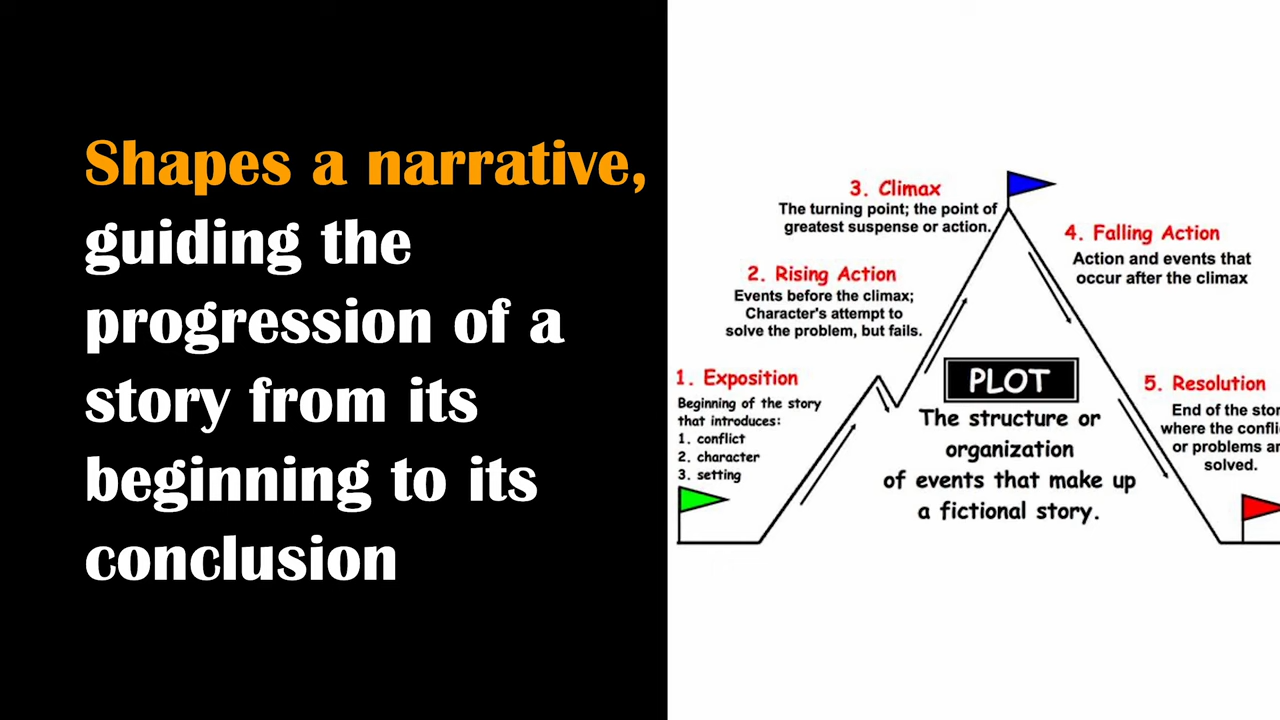 Shapes a narrative,
guiding the
progression of a
story from its
beginning to its
conclusion
3. Climax
The turning point; the point of
greatest suspense or action.
2. Rising Action
Events before the climax;
Character's attempt to
solve the problem, but fails.
1. Exposition
Beginning of the story
that introduces:
1. conflict
2. character
3. setting
PLOT
The structure or
organization
of events that make up
a fictional story.
4. Falling Action
Action and events that
occur after the climax
5. Resolution
End of the
where the
or problems
solved.